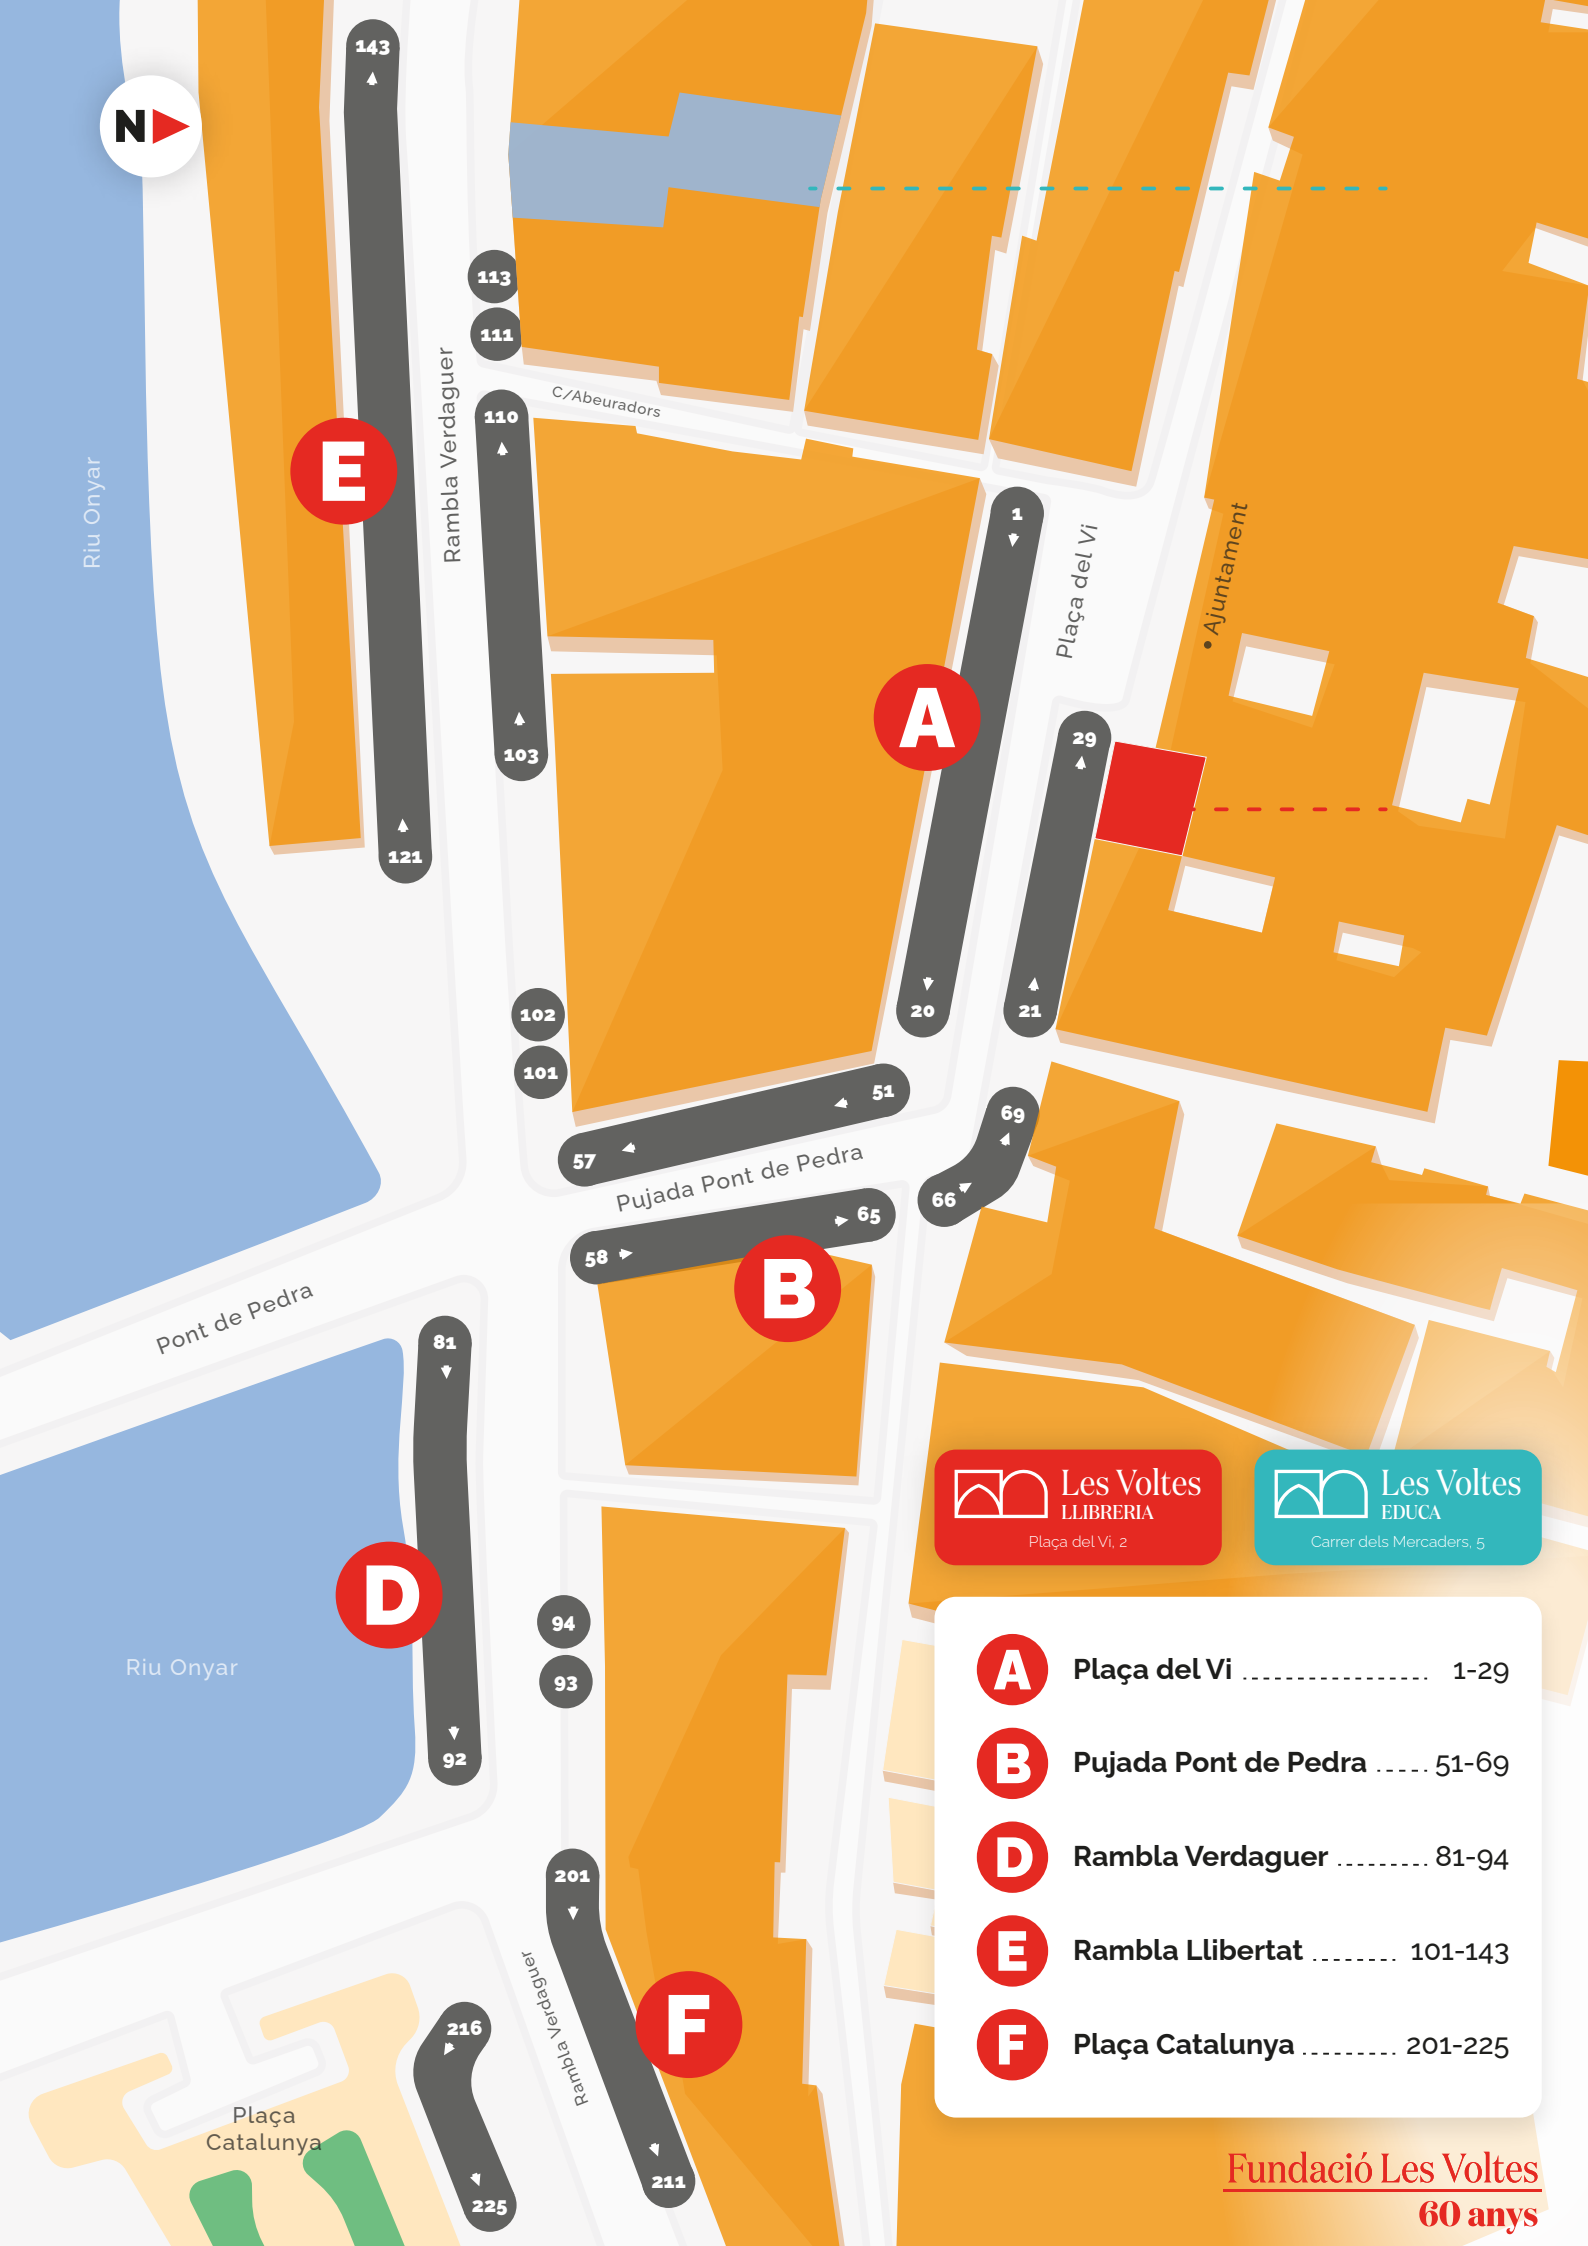 143
N
113
111
Rambla Verdaguer
C/Abeuradors
110
E
Riu Onyar
1
Plaça del Vi
• Ajuntament
A
29
103
121
102
20
21
101
51
69
57
Pujada Pont de Pedra
66
65
58
B
Pont de Pedra
81
Les Voltes
LLIBRERIA
Plaça del Vi, 2
Les Voltes
EDUCA
Carrer dels Mercaders, 5
D
94
Riu Onyar
93
92
A Plaça del Vi 1-29
B Pujada Pont de Pedra 51-69
D Rambla Verdaguer 81-94
E Rambla Llibertat 101-143
F Plaça Catalunya 201-225
201
Rambla Verdaguer
F
216
Plaça
Catalunya
211
225
Fundació Les Voltes
60 anys